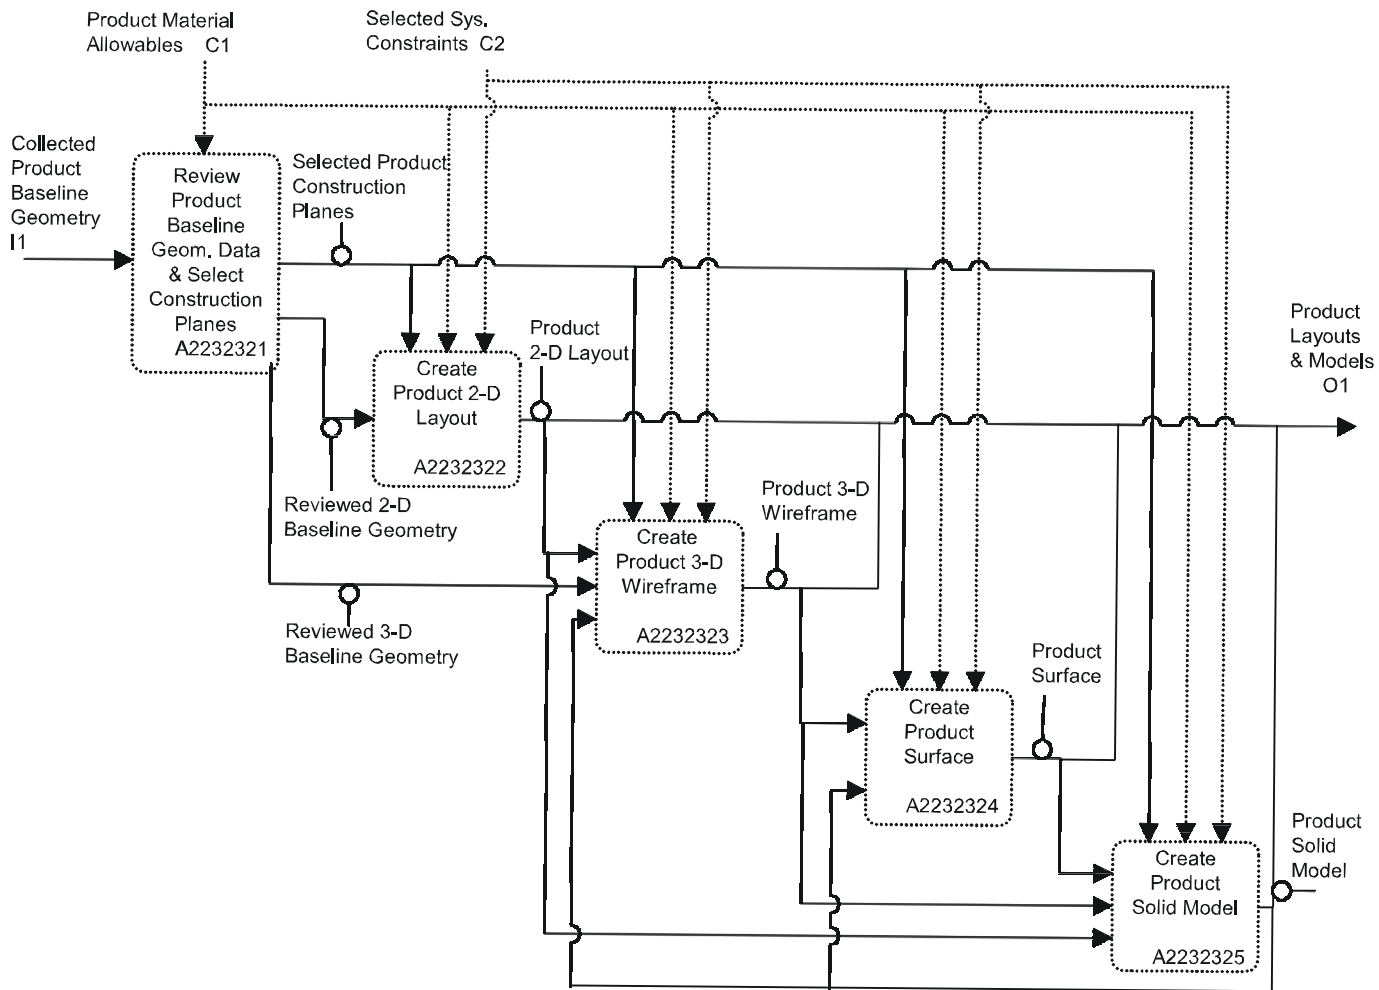 Product Material
Allowables C1
Selected Sys.
Constraints C2
Collected
Product
Baseline
Geometry
I1
Review
Product
Baseline
Geom. Data
& Select
Construction
Planes
A2232321
Selected Product
Construction
Planes
Create
Product 2-D
Layout
A2232322
Product
2-D Layout
Product
Layouts
& Models
O1
Reviewed 2-D
Baseline Geometry
Create
Product 3-D
Wireframe
A2232323
Product 3-D
Wireframe
Reviewed 3-D
Baseline Geometry
Create
Product
Surface
A2232324
Product
Surface
Create
Product
Solid Model
A2232325
Product
Solid
Model